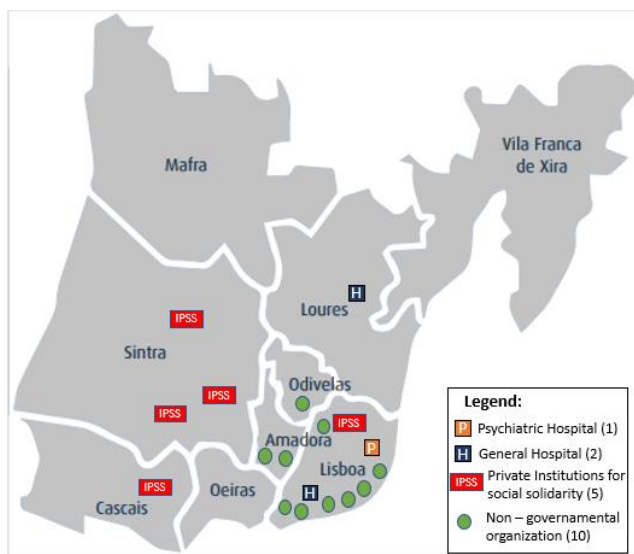 Mafra
Vila Franca
de Xira
H
Loures
IPSS
Sintra
IPSS
IPSS
Odivelas
IPSS
Amadora
P
Lisboa
IPSS
Cascais
Oeiras
H
Legend:
P Psychiatric Hospital (1)
H General Hospital (2)
IPSS Private Institutions for
social solidarity (5)
Non – governamental
organization (10)